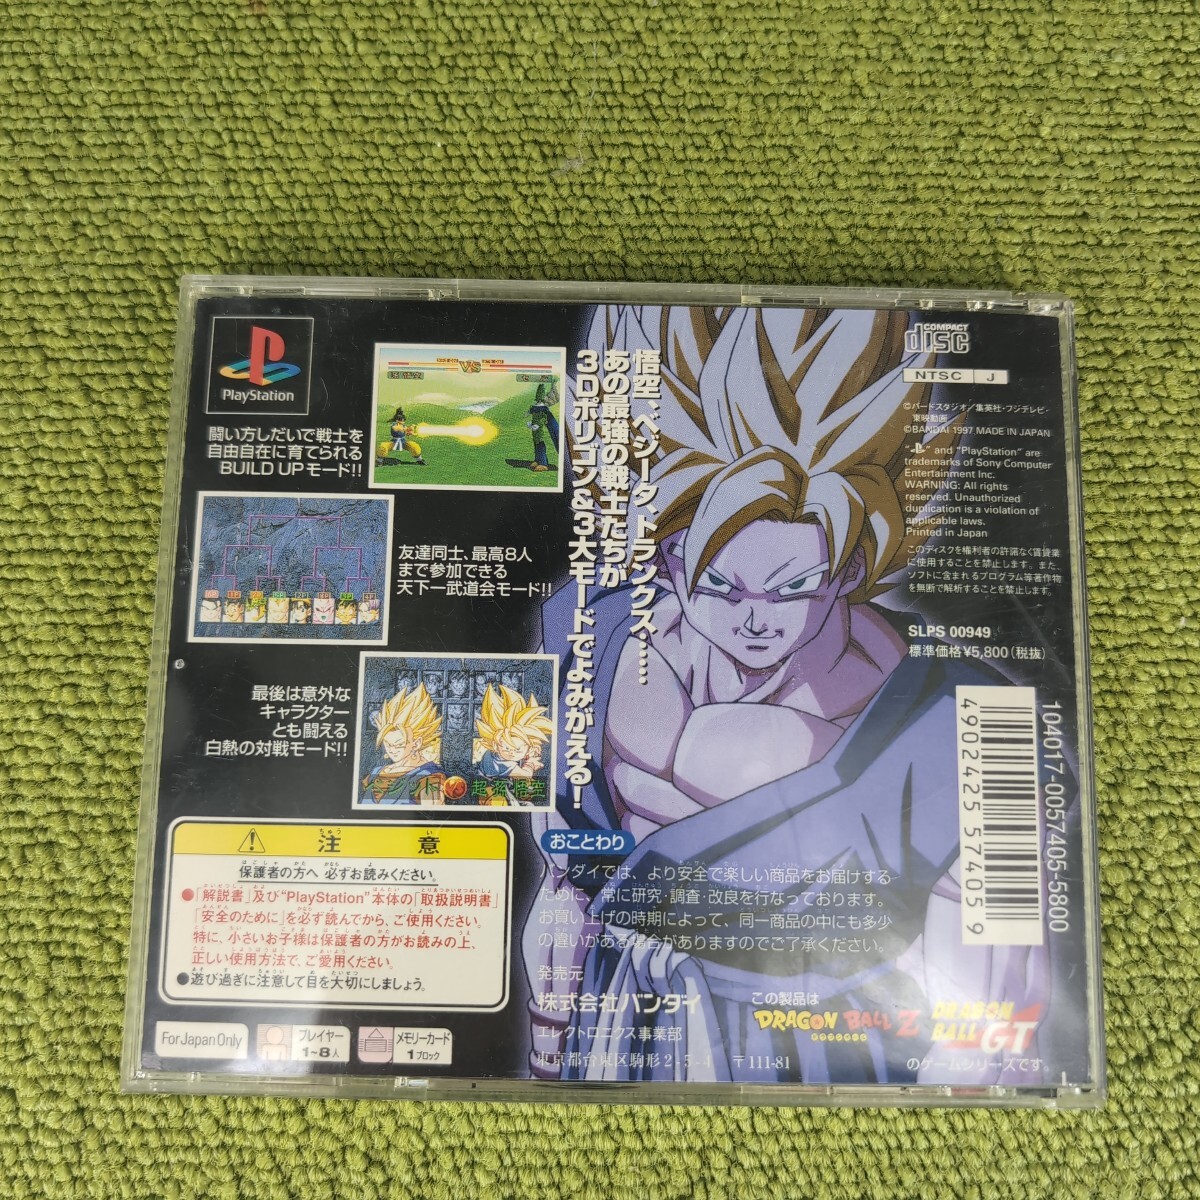 PlayStation
闘い方しだいで戦士を
自由自在に育てられる
BUILD UPモード!!
VS
友達同士、最高8人
まで参加できる
天下一武道会モード!!
最後は意外な
キャラクター
とも闘える
白熱の対戦モード!!
超孫悟空
悟空、ベジータ、トランクス……
あの最強の戦士たちが
3Dポリゴン&3大モードでよみがえる!
COMPACT
disc
NTSC J
©バードスタジオ/集英社・フジテレビ・
東映動画
©BANDAI 1997 MADE IN JAPAN
" " and "PlayStation" are
trademarks of Sony Computer
Entertainment Inc.
WARNING: All rights
reserved. Unauthorized
duplication is a violation of
applicable laws.
Printed in Japan
このディスクを権利者の許諾なく賃貸業
に使用することを禁止します。また、
ソフトに含まれるプログラム等著作物
を無断で解析することを禁止します。
SLPS 00949
標準価格¥5,800(税抜)
104017-0057405-5800
4902425574059
注意
保護者の方へ 必ずお読みください。
●「解説書」及び"PlayStation"本体の「取扱説明書」
「安全のために」を必ず読んでから、ご使用ください。
特に、小さいお子様は保護者の方がお読みの上、
正しい使用方法で、ご愛用ください。
●遊び過ぎに注意して目を大切にしましょう。
For Japan Only
プレイヤー
1~8人
メモリーカード
1ブロック
おことわり
バンダイでは、より安全で楽しい商品をお届けする
ために、常に研究・調査・改良を行なっております。
お買い上げの時期によって、同一商品の中にも多少
の違いがある場合がありますのでご了承ください。
発売元
株式会社バンダイ
エレクトロニクス事業部
東京都台東区駒形2-5-4 〒111-81
この製品は
DRAGON BALL Z
ドラゴンボールZ
DRAGON
BALL GT
のゲームシリーズです。